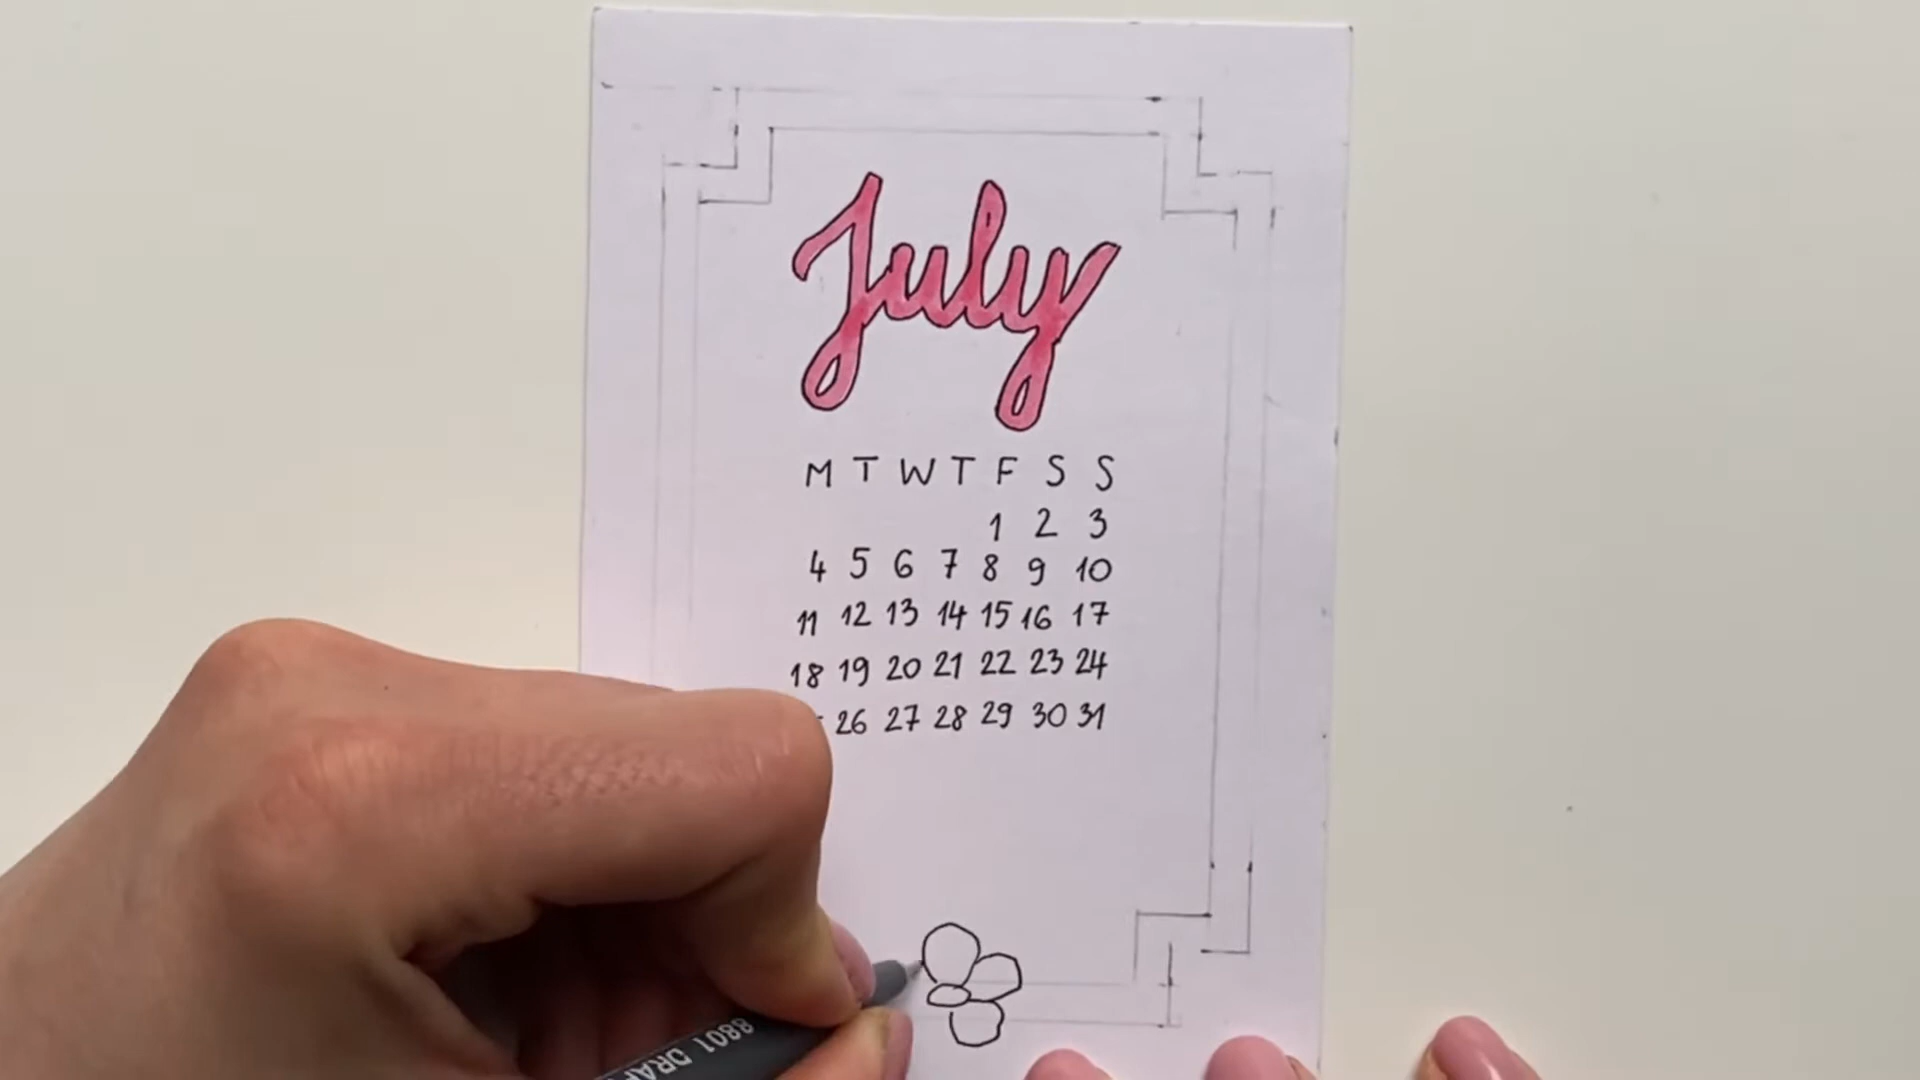 July
M T W T F S S
1 2 3
4 5 6 7 8 9 10
11 12 13 14 15 16 17
18 19 20 21 22 23 24
26 27 28 29 30 31
8801